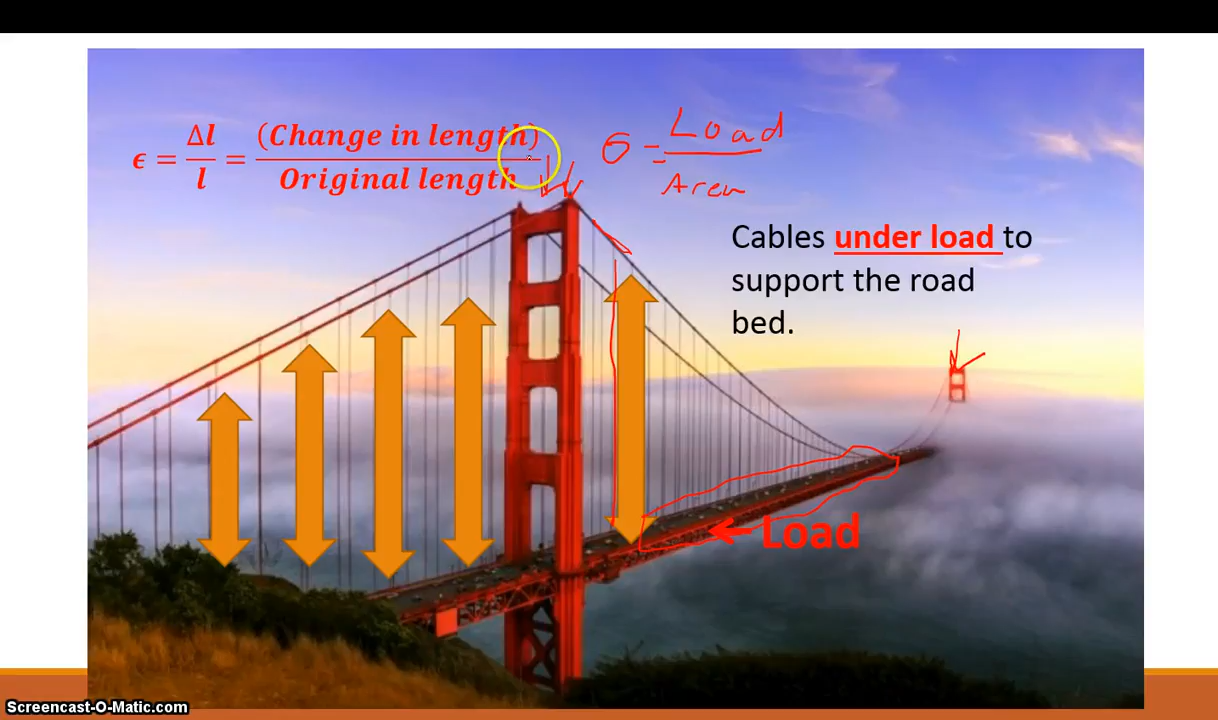 ϵ = Δl / l = (Change in length) / Original length
σ = Load / Area
Cables under load to
support the road
bed.
Load
Screencast-O-Matic.com